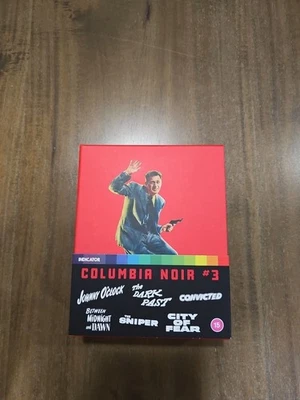 INDICATOR
COLUMBIA NOIR #3
JOHNNY O'CLOCK
The DARK PAST
CONVICTED
BETWEEN MIDNIGHT AND DAWN
THE SNIPER
CITY OF FEAR
15